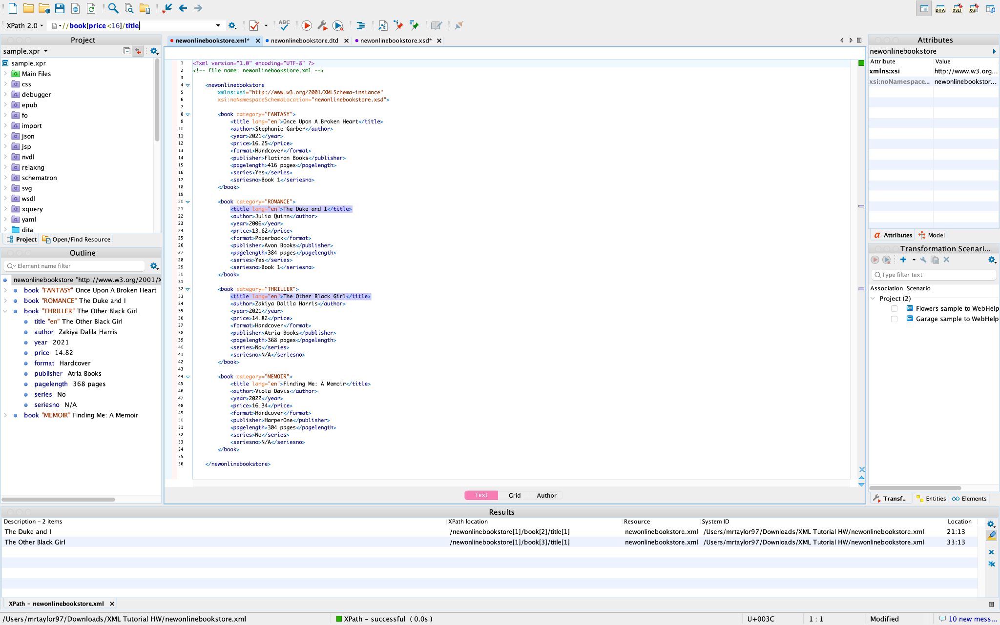 DITA XSLT XQ
XPath 2.0 //book[price<16]/title ABC
Project
sample.xpr
sample.xpr
Main Files
css
debugger
epub
fo
import
json
jsp
nvdl
relaxng
schematron
svg
wsdl
xquery
yaml
dita
Project Open/Find Resource
Outline
Element name filter
newonlinebookstore "http://www.w3.org/2001/X
book "FANTASY" Once Upon A Broken Heart
book "ROMANCE" The Duke and I
book "THRILLER" The Other Black Girl
title "en" The Other Black Girl
author Zakiya Dalila Harris
year 2021
price 14.82
format Hardcover
publisher Atria Books
pagelength 368 pages
series No
seriesno N/A
book "MEMOIR" Finding Me: A Memoir
newonlinebookstore.xml* newonlinebookstore.dtd newonlinebookstore.xsd*
1 <?xml version="1.0" encoding="UTF-8" ?>
2 <!-- file name: newonlinebookstore.xml -->
3
4 <newonlinebookstore
5 xmlns:xsi="http://www.w3.org/2001/XMLSchema-instance"
6 xsi:noNamespaceSchemaLocation="newonlinebookstore.xsd">
7
8 <book category="FANTASY">
9 <title lang="en">Once Upon A Broken Heart</title>
10 <author>Stephanie Garber</author>
11 <year>2021</year>
12 <price>16.25</price>
13 <format>Hardcover</format>
14 <publisher>Flatiron Books</publisher>
15 <pagelength>416 pages</pagelength>
16 <series>Yes</series>
17 <seriesno>Book 1</seriesno>
18 </book>
19
20 <book category="ROMANCE">
21 <title lang="en">The Duke and I</title>
22 <author>Julia Quinn</author>
23 <year>2006</year>
24 <price>13.62</price>
25 <format>Paperback</format>
26 <publisher>Avon Books</publisher>
27 <pagelength>384 pages</pagelength>
28 <series>Yes</series>
29 <seriesno>Book 1</seriesno>
30 </book>
31
32 <book category="THRILLER">
33 <title lang="en">The Other Black Girl</title>
34 <author>Zakiya Dalila Harris</author>
35 <year>2021</year>
36 <price>14.82</price>
37 <format>Hardcover</format>
38 <publisher>Atria Books</publisher>
39 <pagelength>368 pages</pagelength>
40 <series>No</series>
41 <seriesno>N/A</seriesno>
42 </book>
43
44 <book category="MEMOIR">
45 <title lang="en">Finding Me: A Memoir</title>
46 <author>Viola Davis</author>
47 <year>2022</year>
48 <price>16.34</price>
49 <format>Hardcover</format>
50 <publisher>HarperOne</publisher>
51 <pagelength>304 pages</pagelength>
52 <series>No</series>
53 <seriesno>N/A</seriesno>
54 </book>
55
56 </newonlinebookstore>
Text Grid Author
Attributes
newonlinebookstore
Attribute Value
xmlns:xsi http://www.w3.org...
xsi:noNamespace... newonlinebookstor...
Attributes Model
Transformation Scenari...
Type filter text
Association Scenario
Project (2)
Flowers sample to WebHelp
Garage sample to WebHelp
Transf.. Entities Elements
Results
Description – 2 items XPath location Resource System ID Location
The Duke and I /newonlinebookstore[1]/book[2]/title[1] newonlinebookstore.xml /Users/mrtaylor97/Downloads/XML Tutorial HW/newonlinebookstore.xml 21:13
The Other Black Girl /newonlinebookstore[1]/book[3]/title[1] newonlinebookstore.xml /Users/mrtaylor97/Downloads/XML Tutorial HW/newonlinebookstore.xml 33:13
XPath – newonlinebookstore.xml
/Users/mrtaylor97/Downloads/XML Tutorial HW/newonlinebookstore.xml XPath – successful (0.0s) U+003C 1 : 1 Modified 10 new mess...